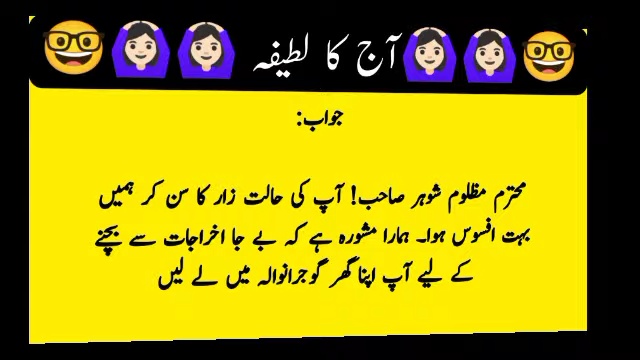 آج کا لطیفہ
جواب:
محترم مظلوم شوہر صاحب! آپ کی حالت زار کا سن کر ہمیں
بہت افسوس ہوا۔ ہمارا مشورہ ہے کہ بے جا اخراجات سے بچنے
کے لیے آپ اپنا گھر گوجرانوالہ میں لے لیں